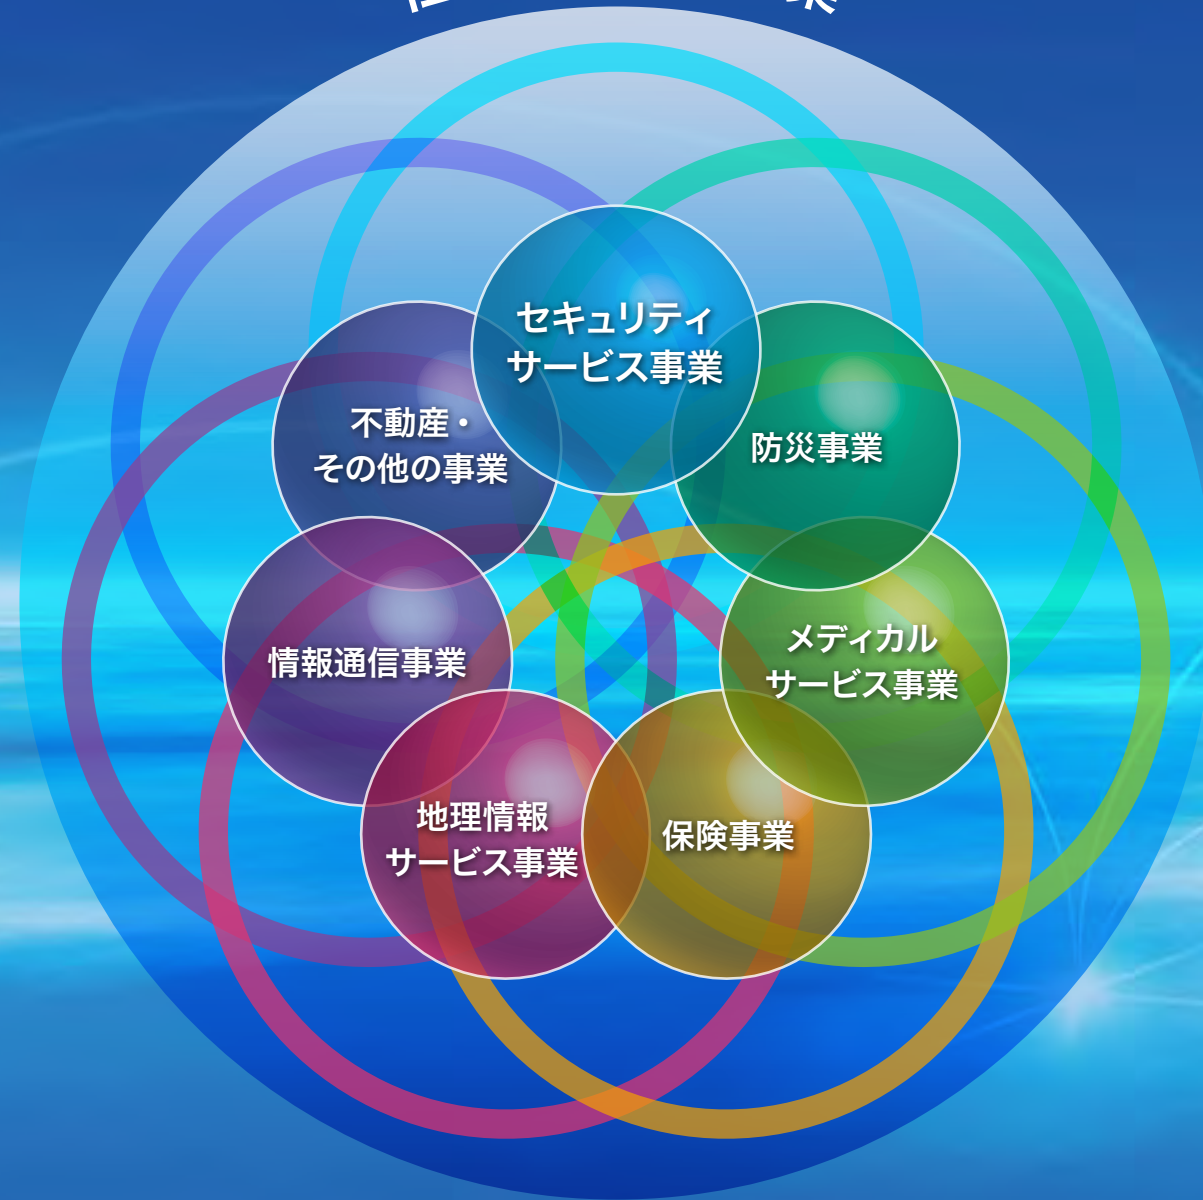 セキュリティ
サービス事業
防災事業
メディカル
サービス事業
保険事業
地理情報
サービス事業
情報通信事業
不動産・
その他の事業